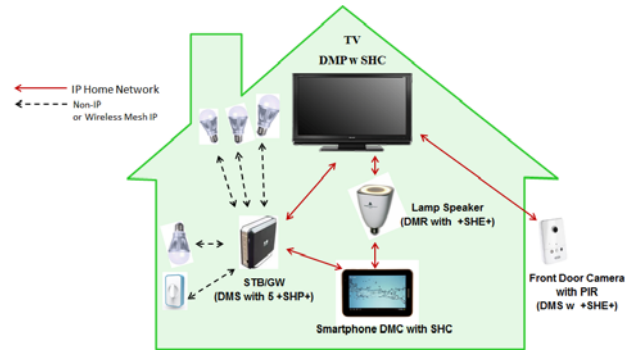 TV
DMP w SHC
IP Home Network
Non-IP
or Wireless Mesh IP
Lamp Speaker
(DMR with +SHE+)
STB/GW
(DMS with 5 +SHP+)
Smartphone DMC with SHC
Front Door Camera
with PIR
(DMS w +SHE+)